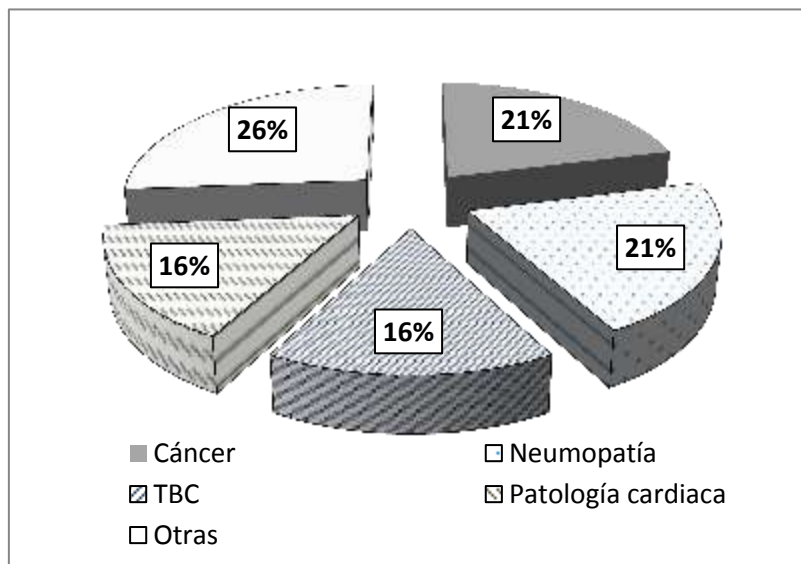 26%
21%
16%
21%
16%
Cáncer
Neumopatía
TBC
Patología cardiaca
Otras